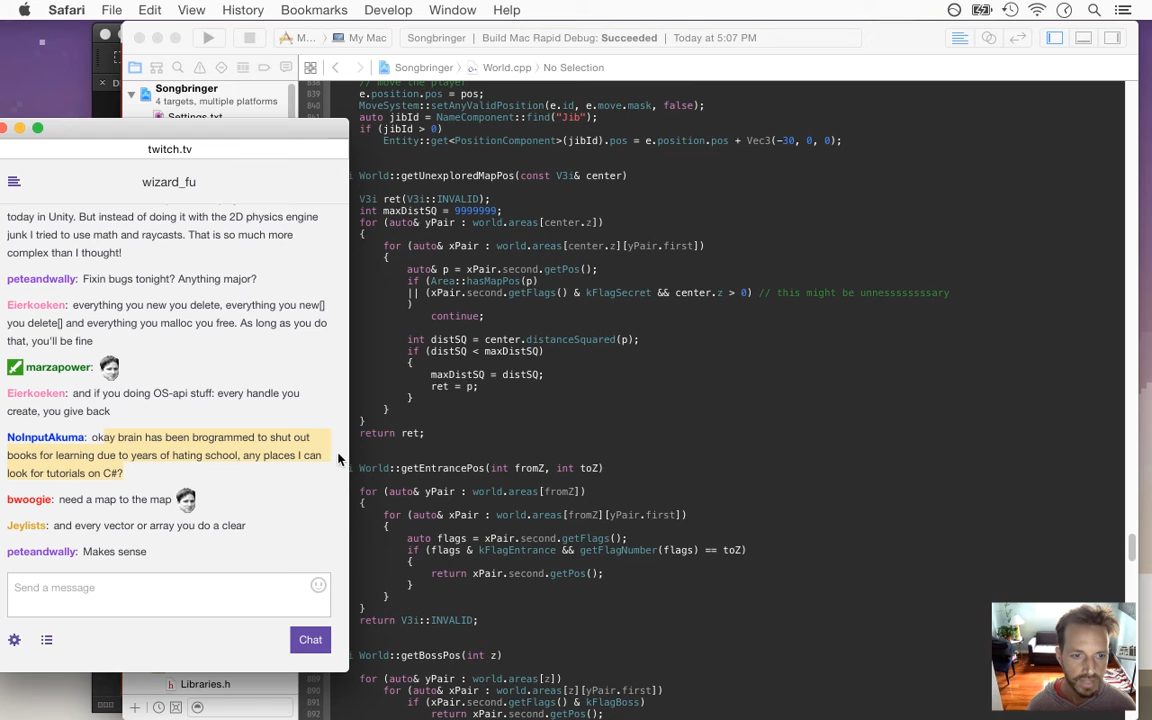 Safari File Edit View History Bookmarks Develop Window Help
M... My Mac
Songbringer | Build Mac Rapid Debug: Succeeded | Today at 5:07 PM
Songbringer World.cpp No Selection
Songbringer
4 targets, multiple platforms
Settings.txt
Libraries.h
twitch.tv
wizard_fu
today in Unity. But instead of doing it with the 2D physics engine
junk I tried to use math and raycasts. That is so much more
complex than I thought!
peteandwally: Fixin bugs tonight? Anything major?
Eierkoeken: everything you new you delete, everything you new[]
you delete[] and everything you malloc you free. As long as you do
that, you'll be fine
marzapower:
Eierkoeken: and if you doing OS-api stuff: every handle you
create, you give back
NoInputAkuma: okay brain has been brogrammed to shut out
books for learning due to years of hating school, any places I can
look for tutorials on C#?
bwoogie: need a map to the map
Jeylists: and every vector or array you do a clear
peteandwally: Makes sense
Send a message
Chat
// move the player
839 e.position.pos = pos;
840 MoveSystem::setAnyValidPosition(e.id, e.move.mask, false);
841 auto jibId = NameComponent::find("Jib");
if (jibId > 0)
Entity::get<PositionComponent>(jibId).pos = e.position.pos + Vec3(-30, 0, 0);
i World::getUnexploredMapPos(const V3i& center)
V3i ret(V3i::INVALID);
int maxDistSQ = 9999999;
for (auto& yPair : world.areas[center.z])
{
for (auto& xPair : world.areas[center.z][yPair.first])
{
auto& p = xPair.second.getPos();
if (Area::hasMapPos(p)
|| (xPair.second.getFlags() & kFlagSecret && center.z > 0) // this might be unnesssssssary
)
continue;
int distSQ = center.distanceSquared(p);
if (distSQ < maxDistSQ)
{
maxDistSQ = distSQ;
ret = p;
}
}
}
return ret;
i World::getEntrancePos(int fromZ, int toZ)
for (auto& yPair : world.areas[fromZ])
{
for (auto& xPair : world.areas[fromZ][yPair.first])
{
auto flags = xPair.second.getFlags();
if (flags & kFlagEntrance && getFlagNumber(flags) == toZ)
{
return xPair.second.getPos();
}
}
}
return V3i::INVALID;
i World::getBossPos(int z)
889 for (auto& yPair : world.areas[z])
890 for (auto& xPair : world.areas[z][yPair.first])
891 if (xPair.second.getFlags() & kFlagBoss)
892 return xPair.second.getPos();